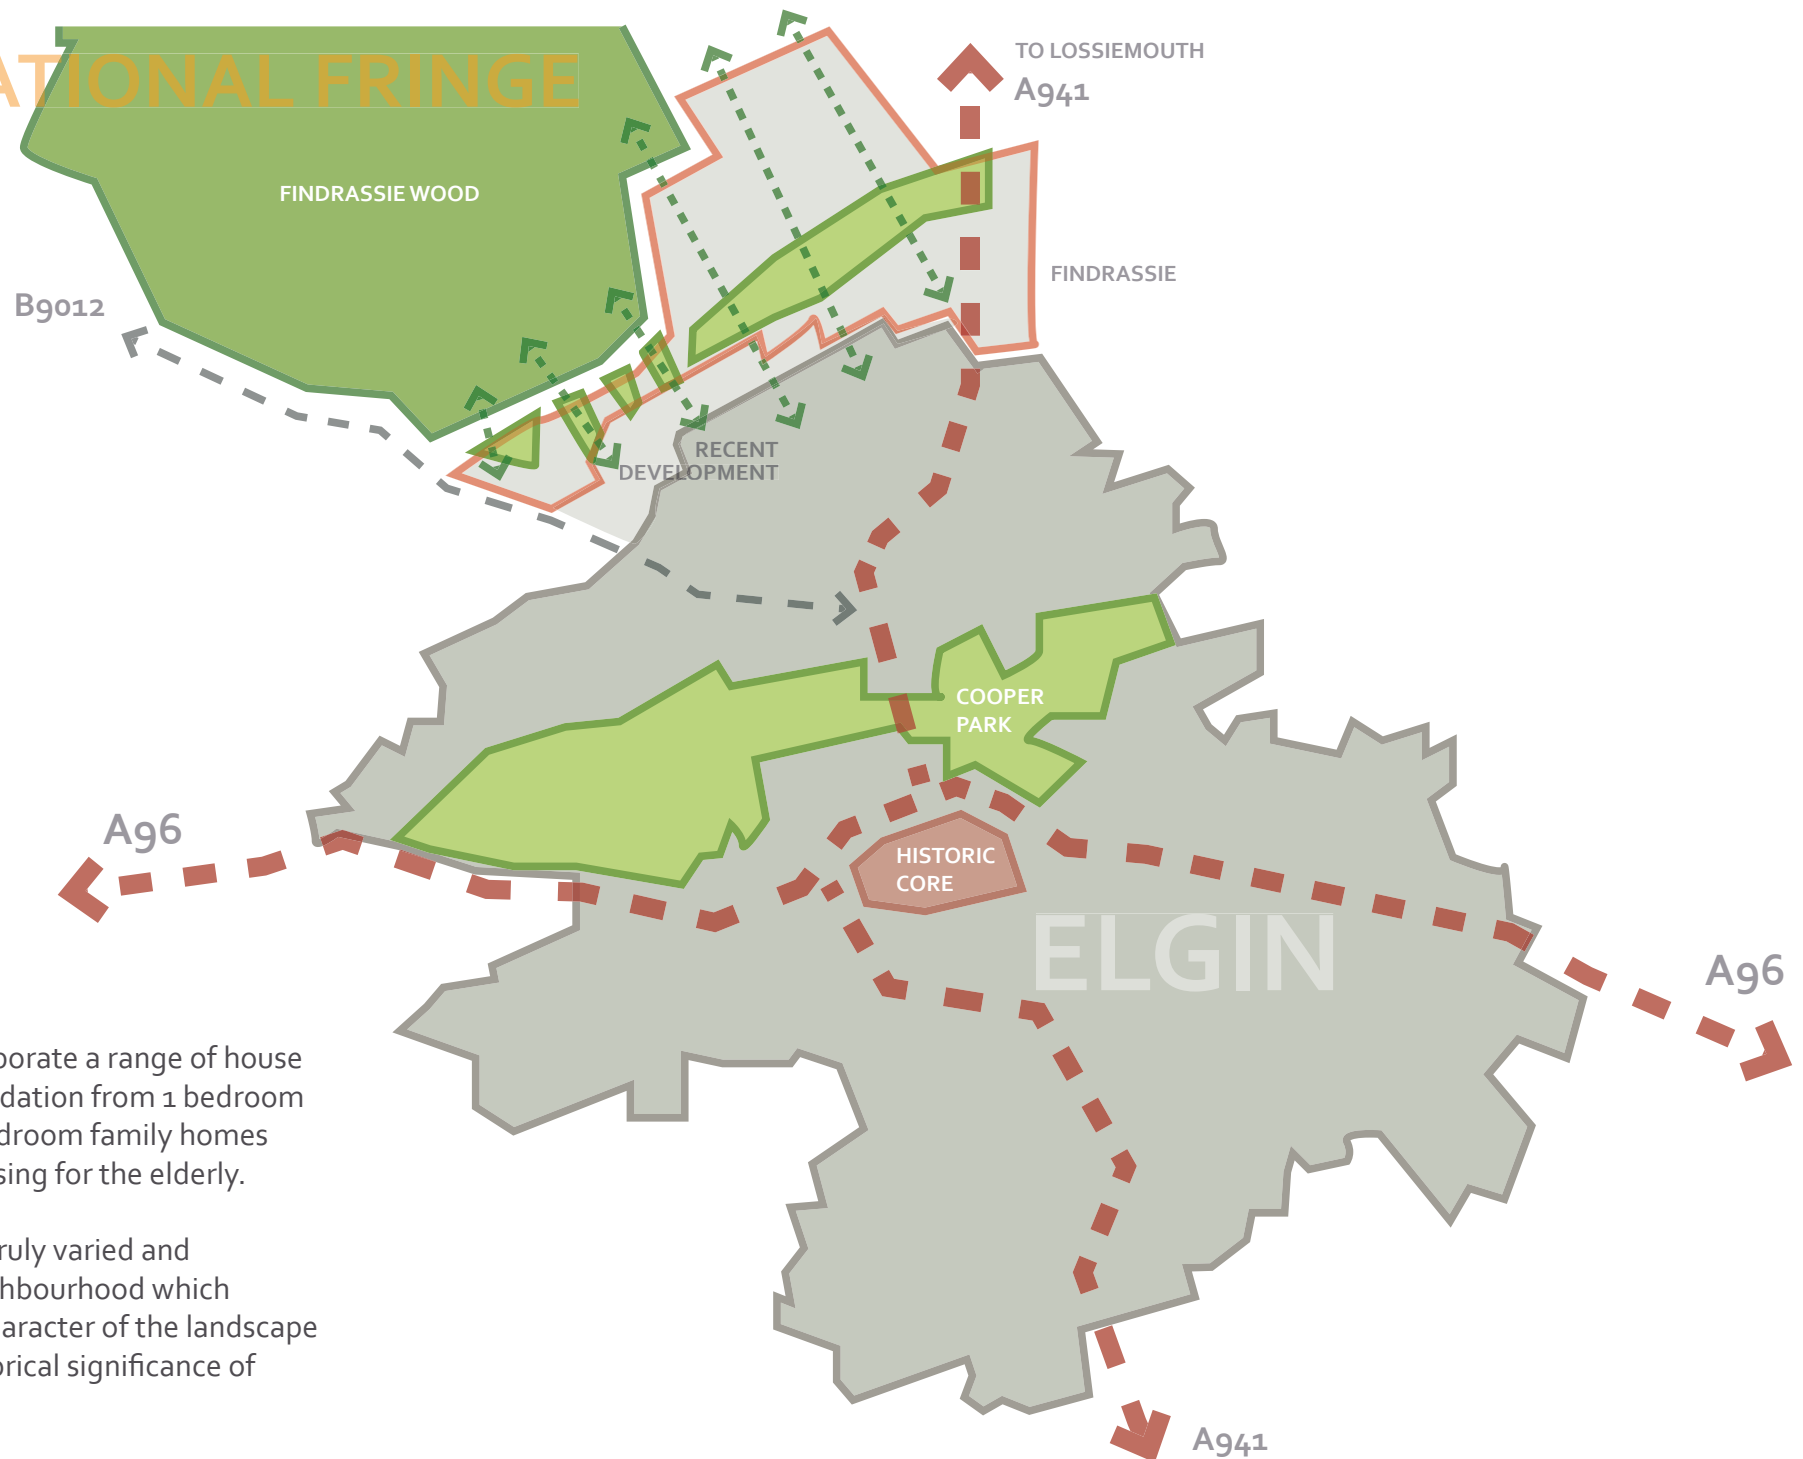 ATIONAL FRINGE
TO LOSSIEMOUTH
A941
FINDRASSIE WOOD
FINDRASSIE
B9012
RECENT
DEVELOPMENT
COOPER
PARK
A96
HISTORIC
CORE
ELGIN
A96
porate a range of house
dation from 1 bedroom
droom family homes
sing for the elderly.
ruly varied and
ghbourhood which
haracter of the landscape
orical significance of
A941